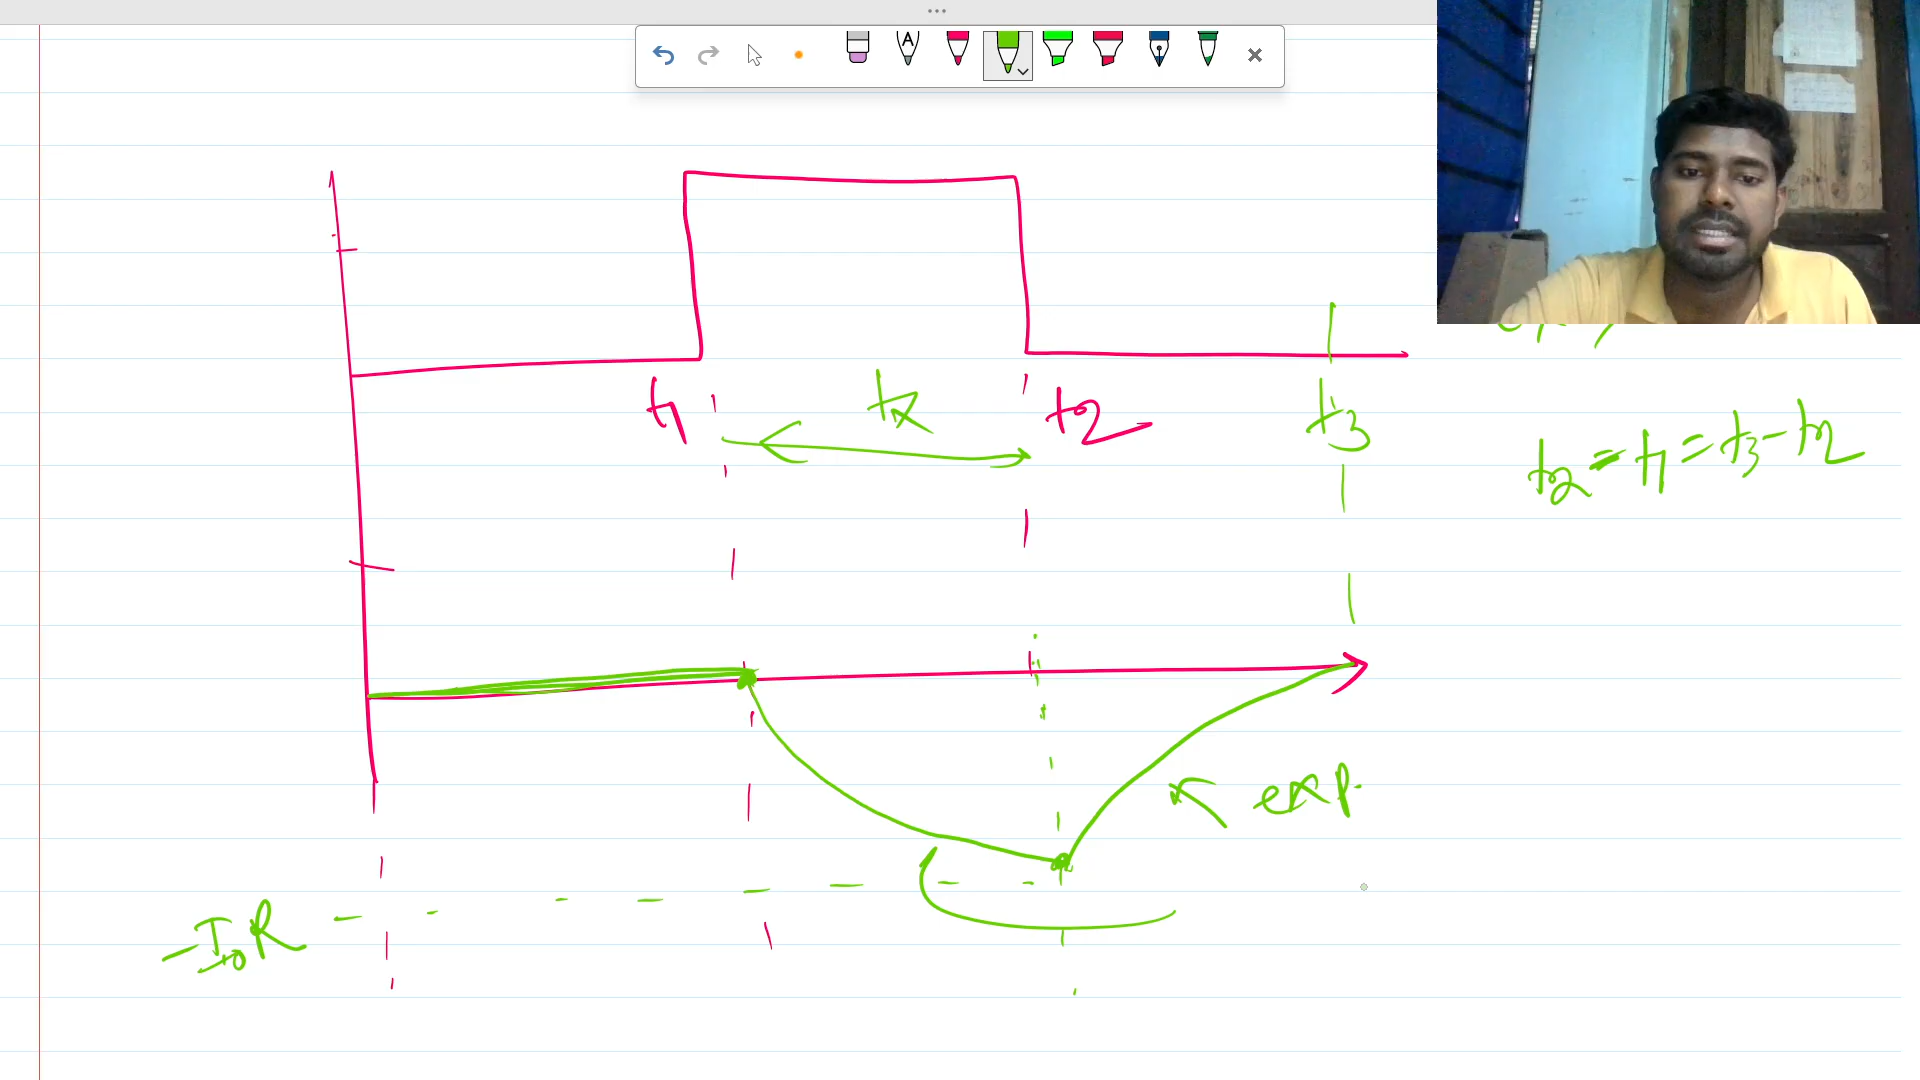 t1
tx
t2
t3
t2 - t1 = t3 - t2
exp.
-I0R